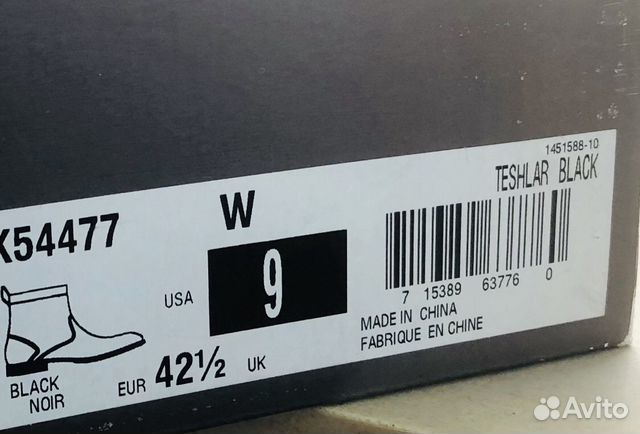 1451588-10
TESHLAR BLACK
K54477
W
USA 9
7 15389 63776 0
MADE IN CHINA
FABRIQUE EN CHINE
BLACK
NOIR
EUR 42½ UK
Avito